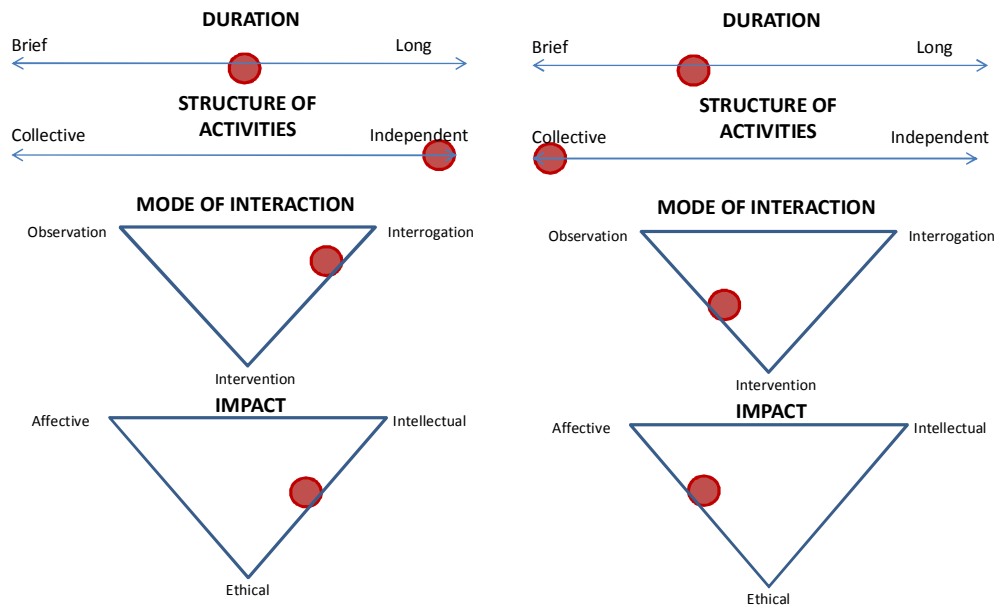 DURATION
Brief
Long
STRUCTURE OF
ACTIVITIES
Collective
Independent
MODE OF INTERACTION
Observation
Interrogation
Intervention
IMPACT
Affective
Intellectual
Ethical
DURATION
Brief
Long
STRUCTURE OF
ACTIVITIES
Collective
Independent
MODE OF INTERACTION
Observation
Interrogation
Intervention
IMPACT
Affective
Intellectual
Ethical